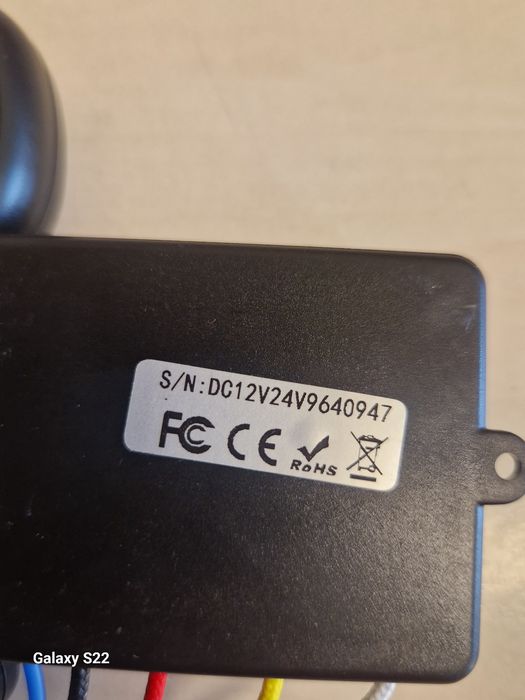 S/N:DC12V24V9640947
FC CE RoHS
Galaxy S22